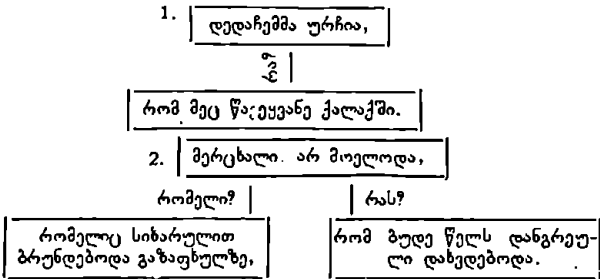 1. დედაჩემმა ურჩია,
რა?
რომ მეც წავეყვანე ქალაქში.
2. მერცხალი არ მოელოდა,
რომელი? რას?
რომელიც სიხარულით
ბრუნდებოდა გაზაფხულზე,
რომ ბუდე წელს დანგრეუ-
ლი დახვდებოდა.